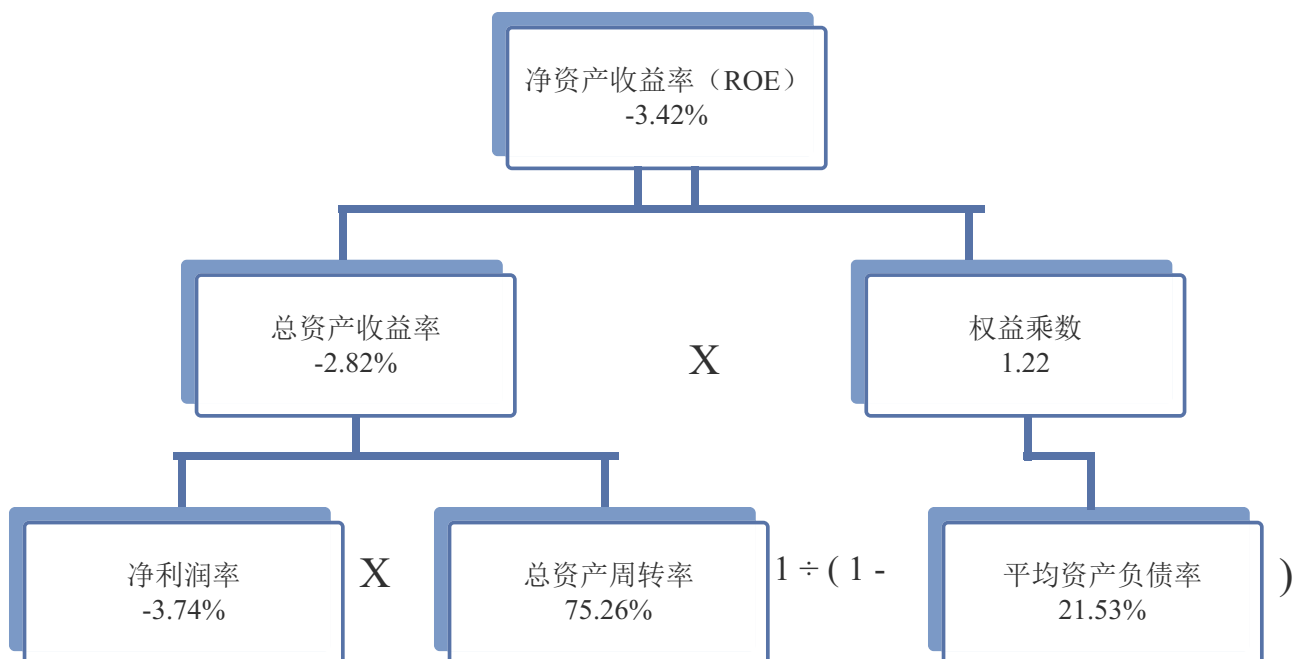 净资产收益率（ROE）
-3.42%
总资产收益率
-2.82%
X
权益乘数
1.22
净利润率
-3.74%
X
总资产周转率
75.26%
1 ÷ ( 1 -
平均资产负债率
21.53%
)